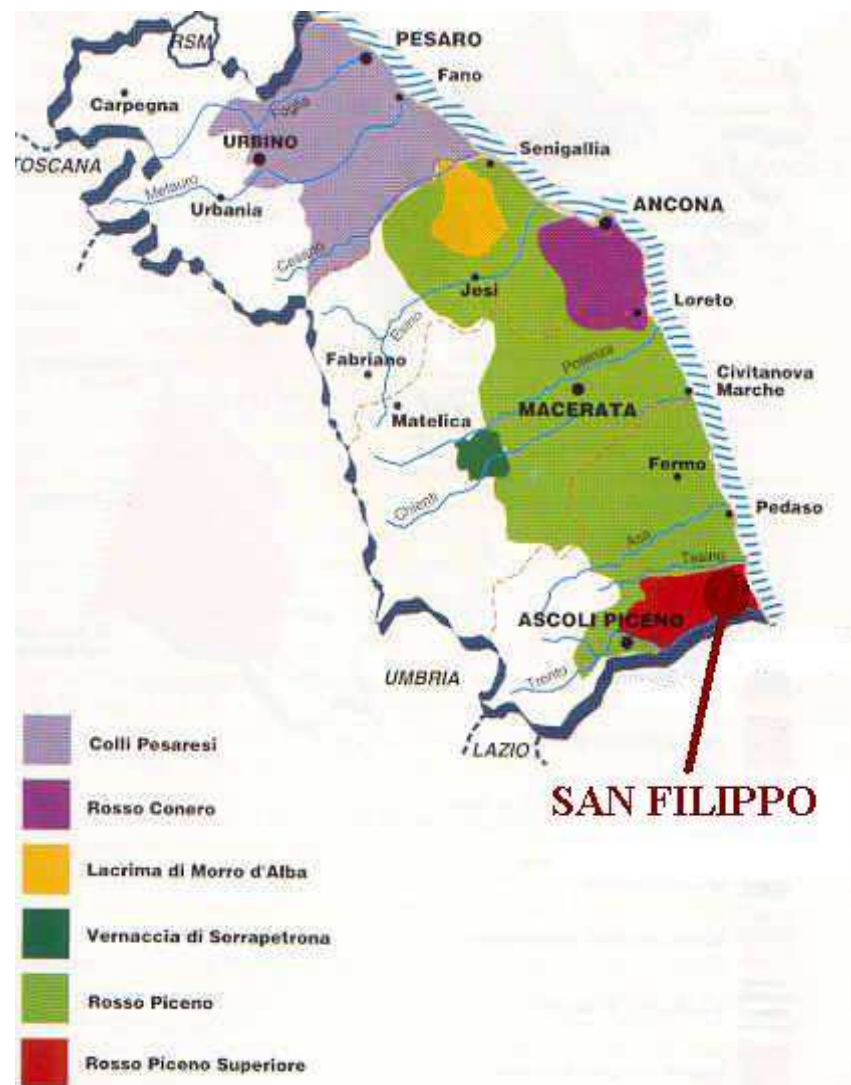 RSM
PESARO
Fano
Carpegna
Foglia
URBINO
TOSCANA
Senigallia
Metauro
Urbania
ANCONA
Cesano
Jesi
Loreto
Esino
Fabriano
Potenza
Civitanova
Marche
MACERATA
Matelica
Fermo
Chienti
Pedaso
Aso
Tesino
ASCOLI PICENO
UMBRIA
Tronto
LAZIO
SAN FILIPPO
Colli Pesaresi
Rosso Conero
Lacrima di Morro d'Alba
Vernaccia di Serrapetrona
Rosso Piceno
Rosso Piceno Superiore